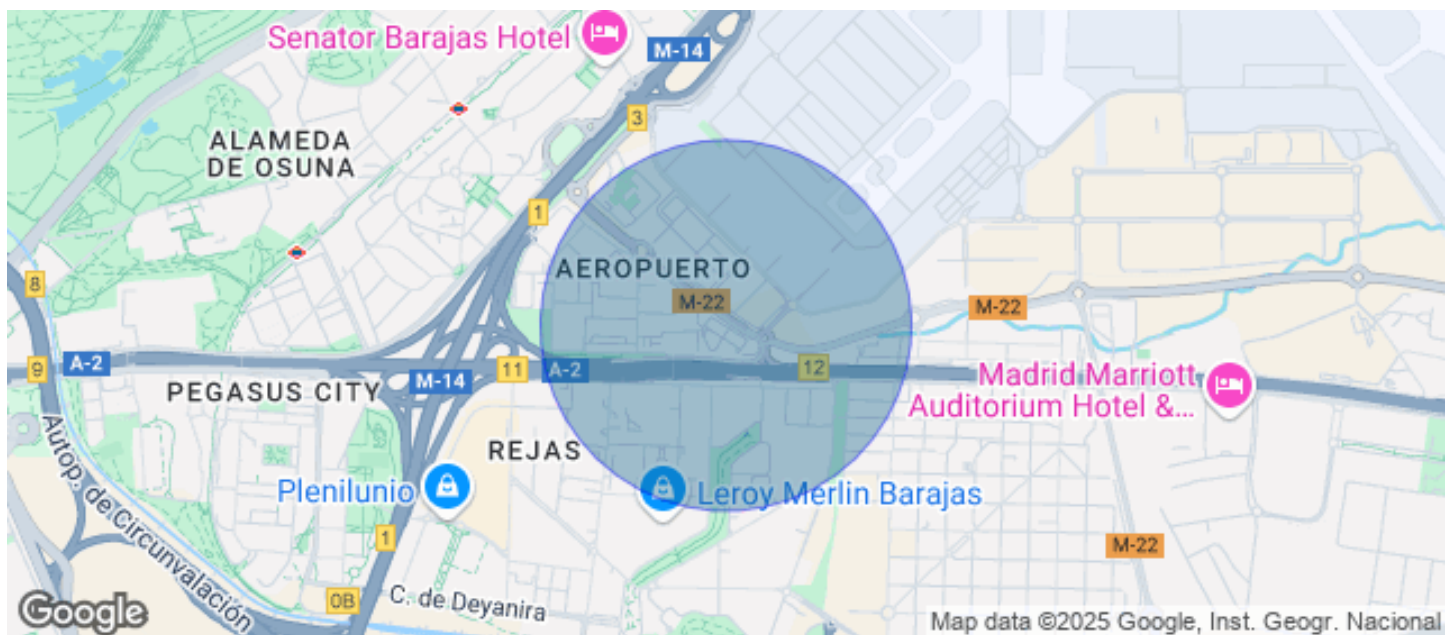 Senator Barajas Hotel
M-14
3
ALAMEDA
DE OSUNA
1
AEROPUERTO
8
M-22
M-22
9
A-2
11
A-2
12
M-14
PEGASUS CITY
Madrid Marriott
Auditorium Hotel &...
REJAS
Plenilunio
Leroy Merlin Barajas
Autop. de Circunvalación
1
M-22
0B
C. de Deyanira
Google
Map data ©2025 Google, Inst. Geogr. Nacional